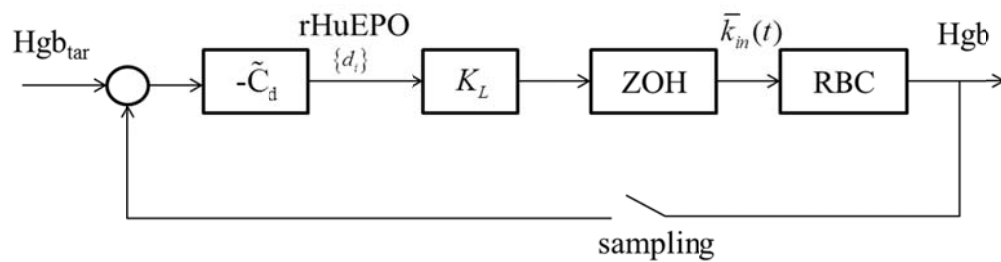 Hgb_tar
rHuEPO
{d_i}
-C̃_d
K_L
ZOH
k̄_in(t)
RBC
Hgb
sampling